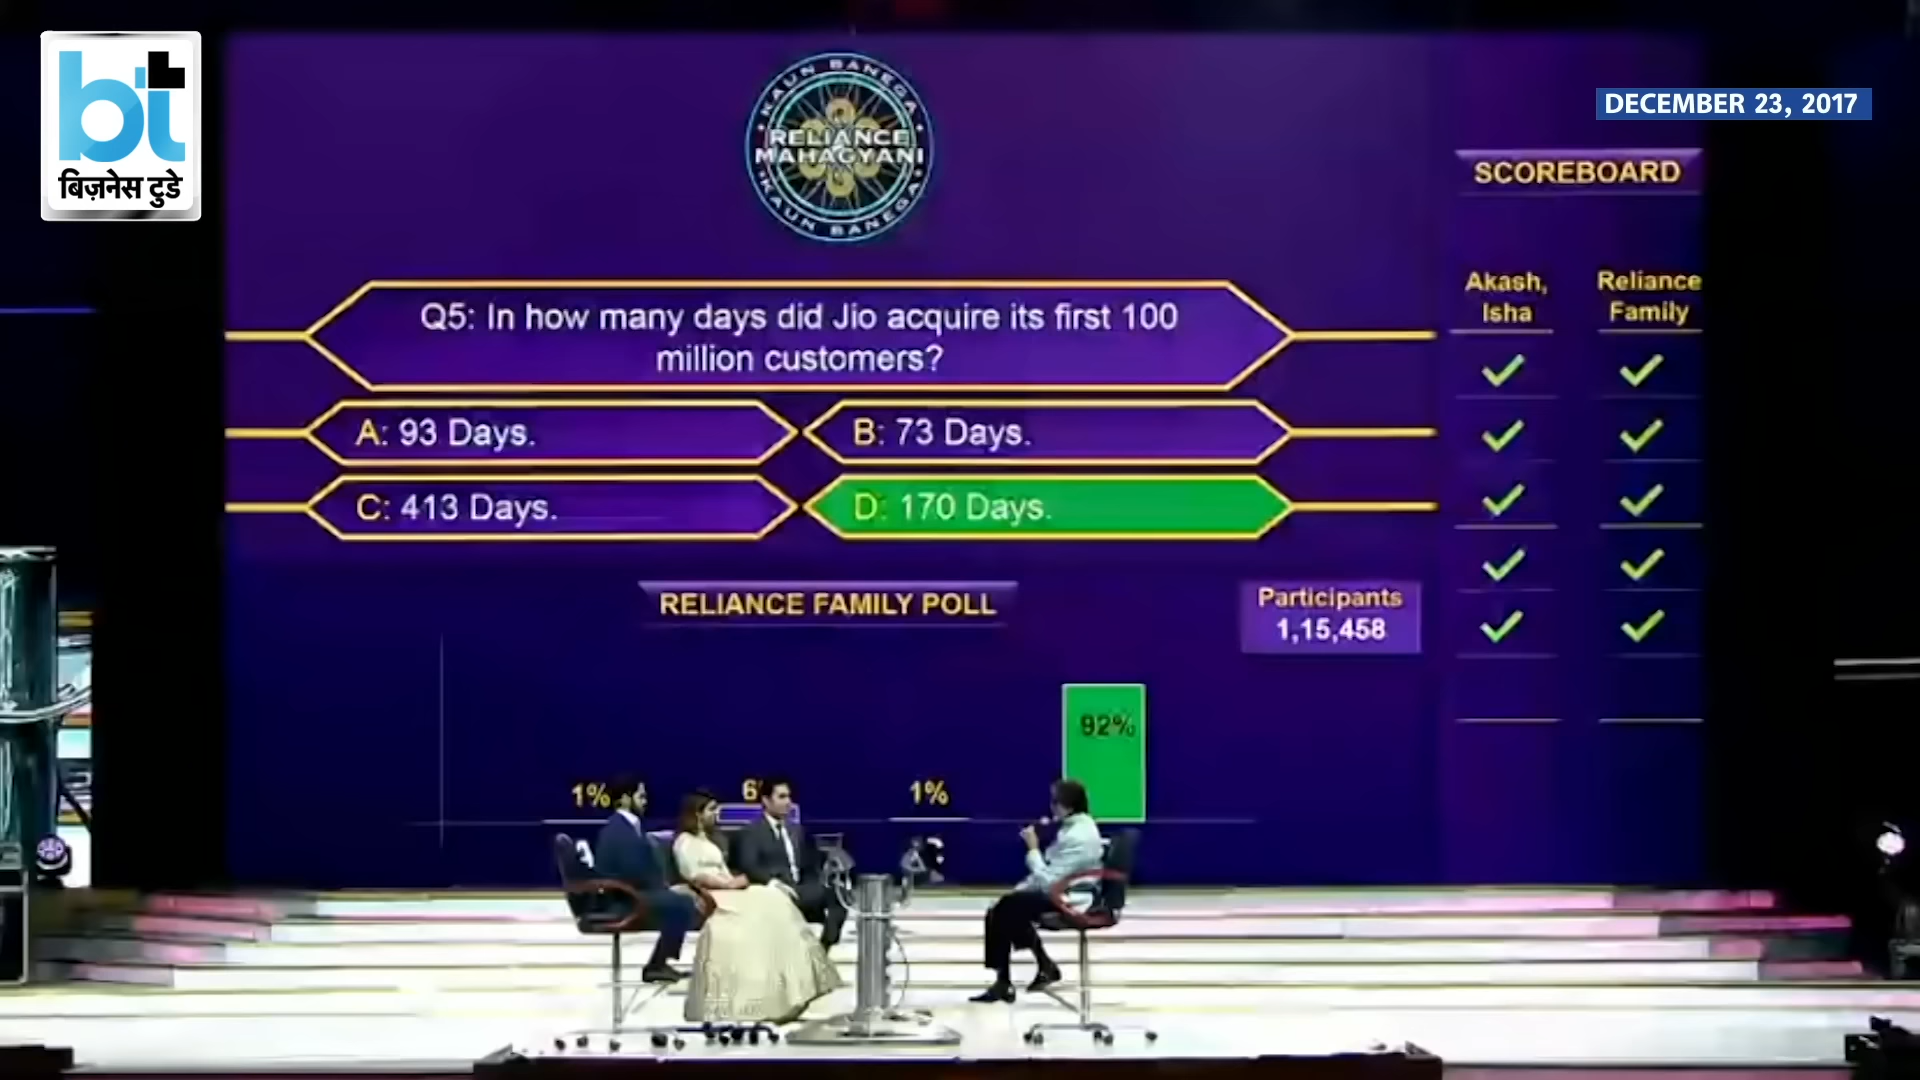 बिज़नेस टुडे
DECEMBER 23, 2017
KAUN BANEGA
RELIANCE
MAHAGYANI
KAUN BANEGA
SCOREBOARD
Akash,
Isha
Reliance
Family
Q5: In how many days did Jio acquire its first 100
million customers?
A: 93 Days.
B: 73 Days.
C: 413 Days.
D: 170 Days.
RELIANCE FAMILY POLL
Participants
1,15,458
1%
1%
92%